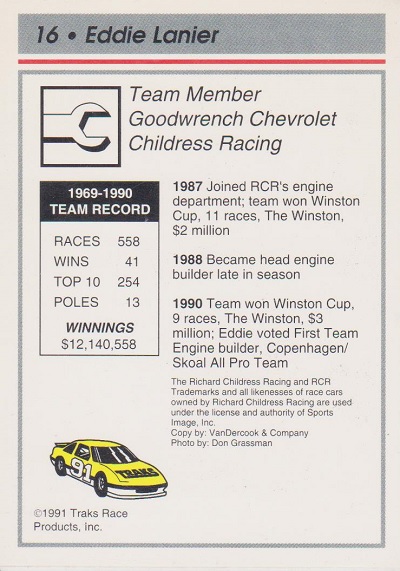 16 • Eddie Lanier
Team Member
Goodwrench Chevrolet
Childress Racing
1969-1990
TEAM RECORD
RACES 558
WINS 41
TOP 10 254
POLES 13
WINNINGS
$12,140,558
1987 Joined RCR's engine
department; team won Winston
Cup, 11 races, The Winston,
$2 million
1988 Became head engine
builder late in season
1990 Team won Winston Cup,
9 races, The Winston, $3
million; Eddie voted First Team
Engine builder, Copenhagen/
Skoal All Pro Team
The Richard Childress Racing and RCR
Trademarks and all likenesses of race cars
owned by Richard Childress Racing are used
under the license and authority of Sports
Image, Inc.
Copy by: VanDercook & Company
Photo by: Don Grassman
91
TRAKS
©1991 Traks Race
Products, Inc.